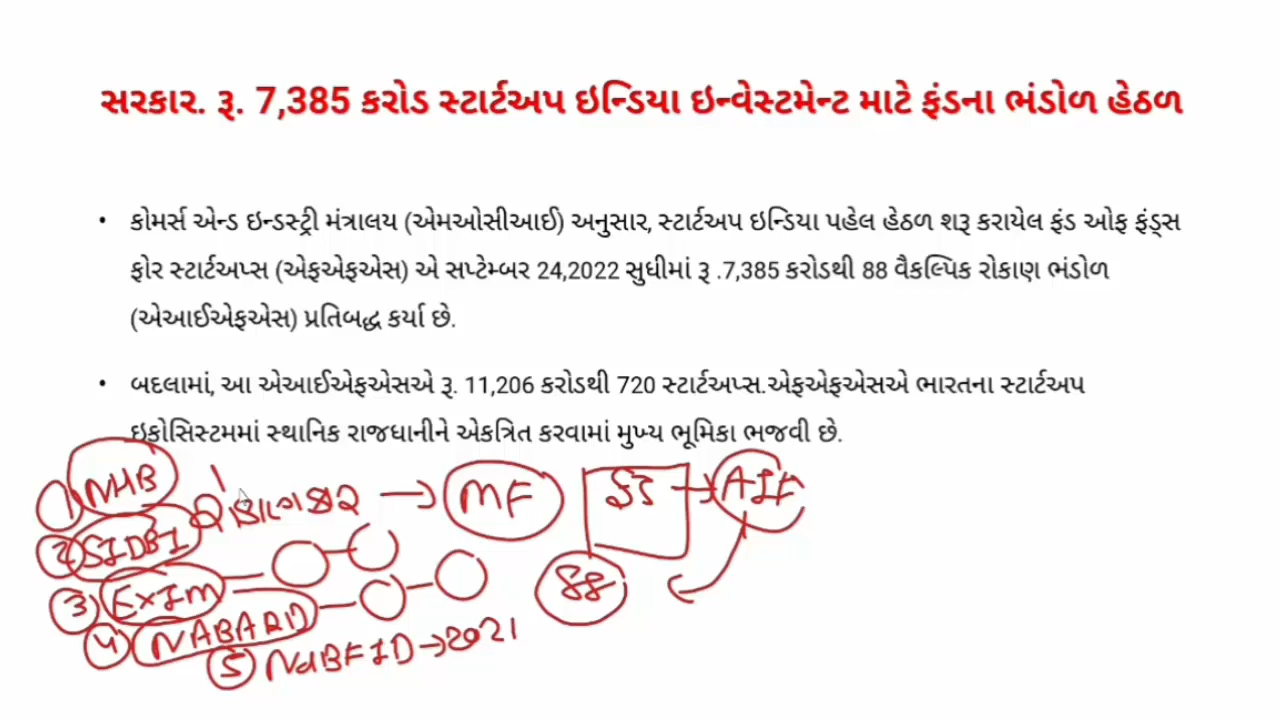 સરકાર. રૂ. 7,385 કરોડ સ્ટાર્ટઅપ ઇન્ડિયા ઇન્વેસ્ટમેન્ટ માટે ફંડના ભંડોળ હેઠળ
• કોમર્સ એન્ડ ઇન્ડસ્ટ્રી મંત્રાલય (એમઓસીઆઈ) અનુસાર, સ્ટાર્ટઅપ ઇન્ડિયા પહેલ હેઠળ શરૂ કરાયેલ ફંડ ઓફ ફંડ્સ
ફોર સ્ટાર્ટઅપ્સ (એફએફએસ) એ સપ્ટેમ્બર 24,2022 સુધીમાં રૂ .7,385 કરોડથી 88 વૈકલ્પિક રોકાણ ભંડોળ
(એઆઈએફએસ) પ્રતિબદ્ધ કર્યા છે.
• બદલામાં, આ એઆઈએફએસએ રૂ. 11,206 કરોડથી 720 સ્ટાર્ટઅપ્સ.એફએફએસએ ભારતના સ્ટાર્ટઅપ
ઇકોસિસ્ટમમાં સ્થાનિક રાજધાનીને એકત્રિત કરવામાં મુખ્ય ભૂમિકા ભજવી છે.
1 NHB
રોકાણકાર → MF ફંડ → AIF
2 SIDBI
3 EXIM
88
4 NABARD
5 NaBFID → 2021